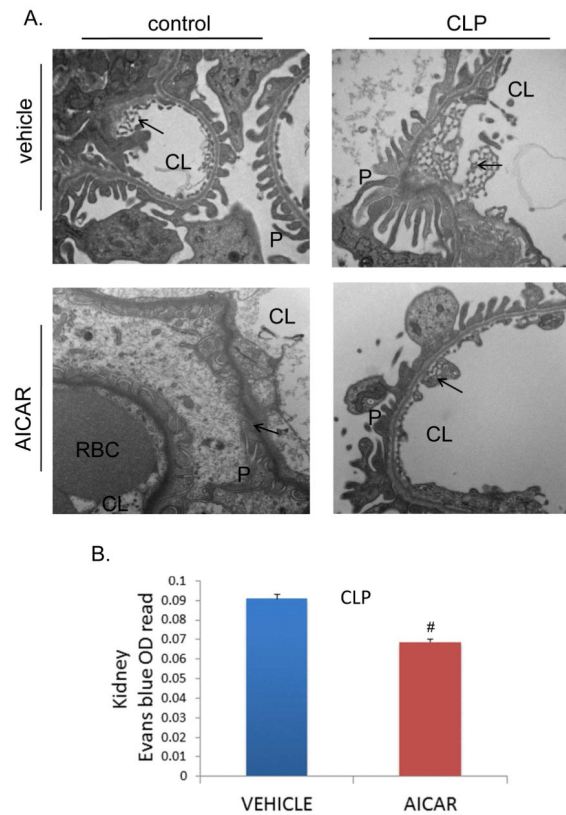 A.
control CLP
vehicle
CL
P
CL
P
AICAR
CL
RBC
P
CL
P
CL
B.
0.1
0.09
0.08
0.07
0.06
0.05
0.04
0.03
0.02
0.01
0
Kidney
Evans blue OD read
CLP
#
VEHICLE AICAR